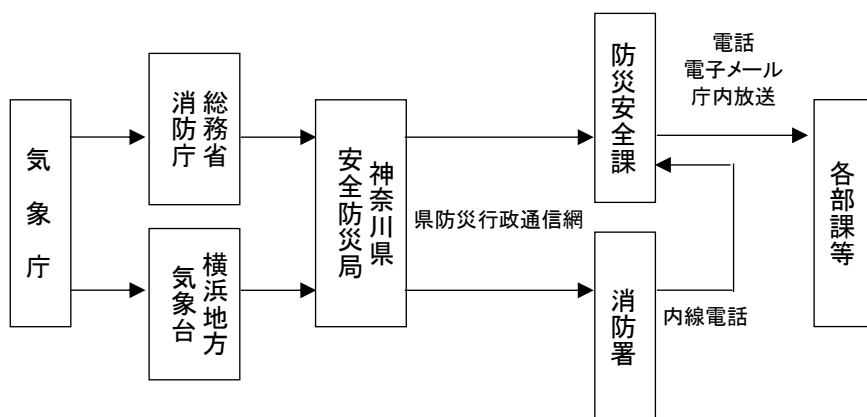 気象庁
総務省
消防庁
横浜地方
気象台
神奈川県
安全防災局
県防災行政通信網
防災安全課
消防署
内線電話
電話
電子メール
庁内放送
各部課等